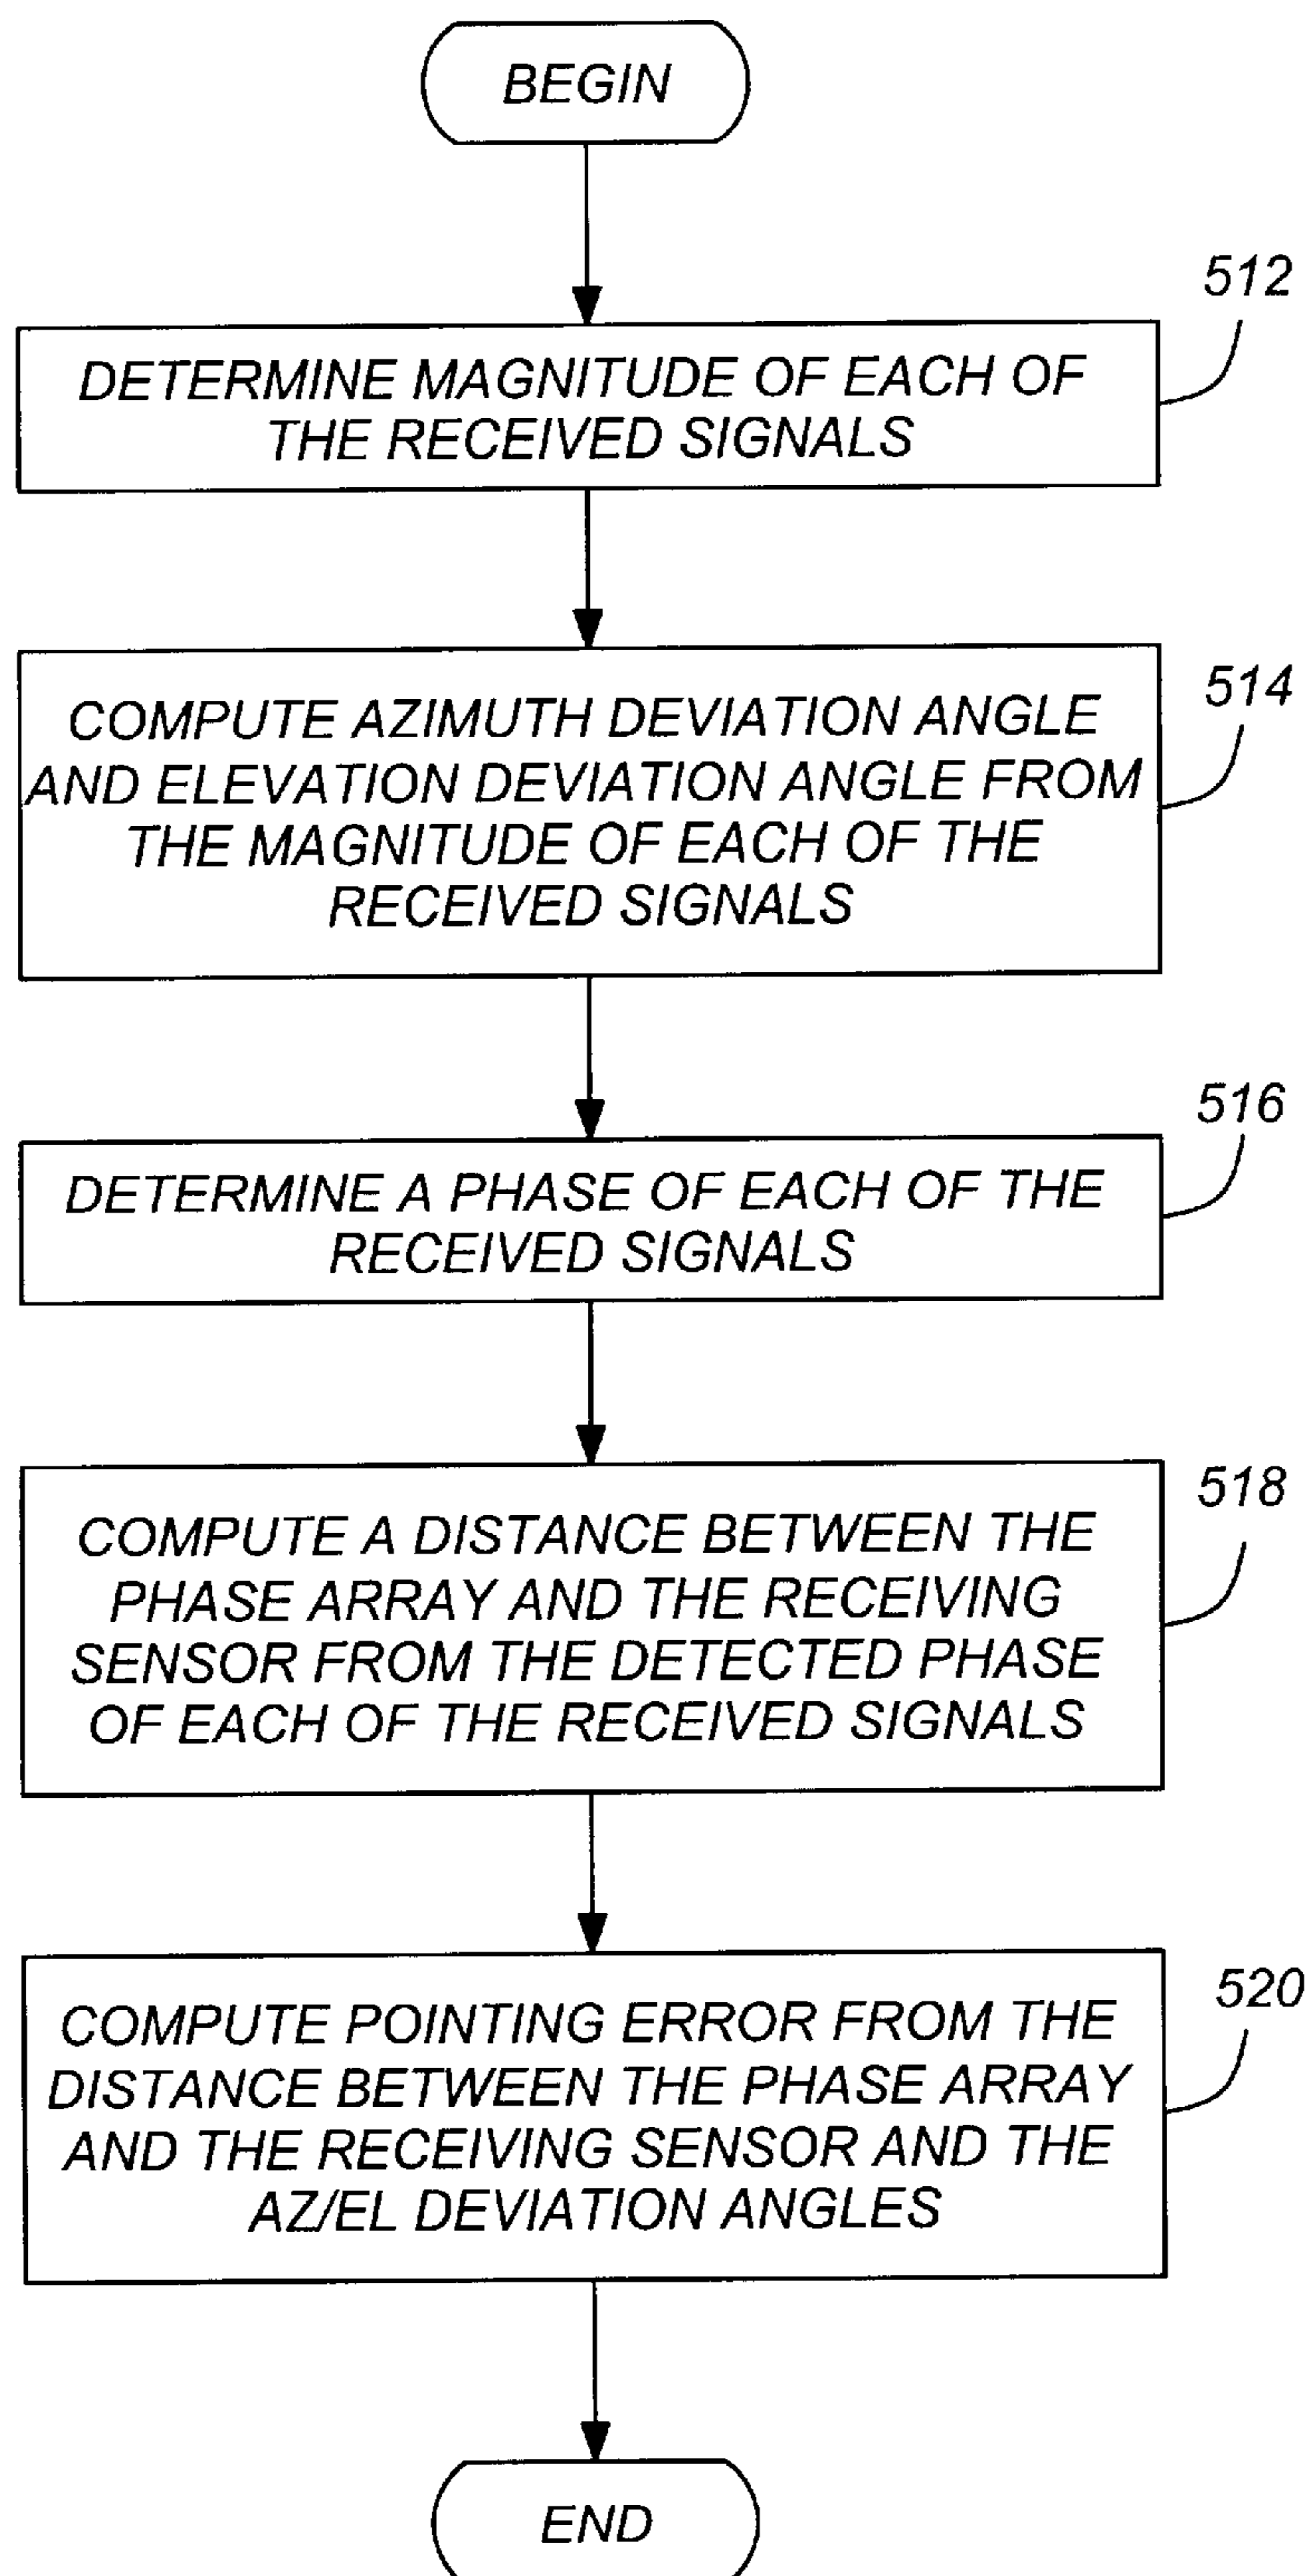 BEGIN
512
DETERMINE MAGNITUDE OF EACH OF
THE RECEIVED SIGNALS
514
COMPUTE AZIMUTH DEVIATION ANGLE
AND ELEVATION DEVIATION ANGLE FROM
THE MAGNITUDE OF EACH OF THE
RECEIVED SIGNALS
516
DETERMINE A PHASE OF EACH OF THE
RECEIVED SIGNALS
518
COMPUTE A DISTANCE BETWEEN THE
PHASE ARRAY AND THE RECEIVING
SENSOR FROM THE DETECTED PHASE
OF EACH OF THE RECEIVED SIGNALS
520
COMPUTE POINTING ERROR FROM THE
DISTANCE BETWEEN THE PHASE ARRAY
AND THE RECEIVING SENSOR AND THE
AZ/EL DEVIATION ANGLES
END